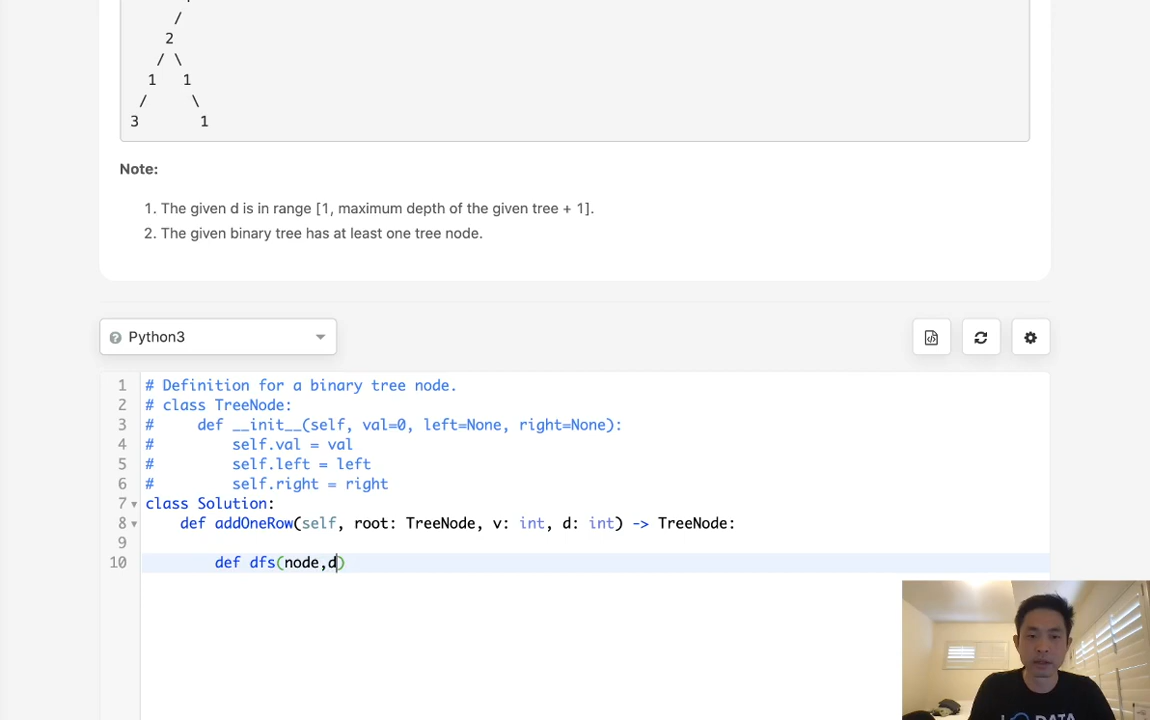 /
2
/ \
1 1
/ \
3 1
Note:
1. The given d is in range [1, maximum depth of the given tree + 1].
2. The given binary tree has at least one tree node.
Python3
1 # Definition for a binary tree node.
2 # class TreeNode:
3 #     def __init__(self, val=0, left=None, right=None):
4 #         self.val = val
5 #         self.left = left
6 #         self.right = right
7 class Solution:
8     def addOneRow(self, root: TreeNode, v: int, d: int) -> TreeNode:
9
10         def dfs(node,d)
DATA